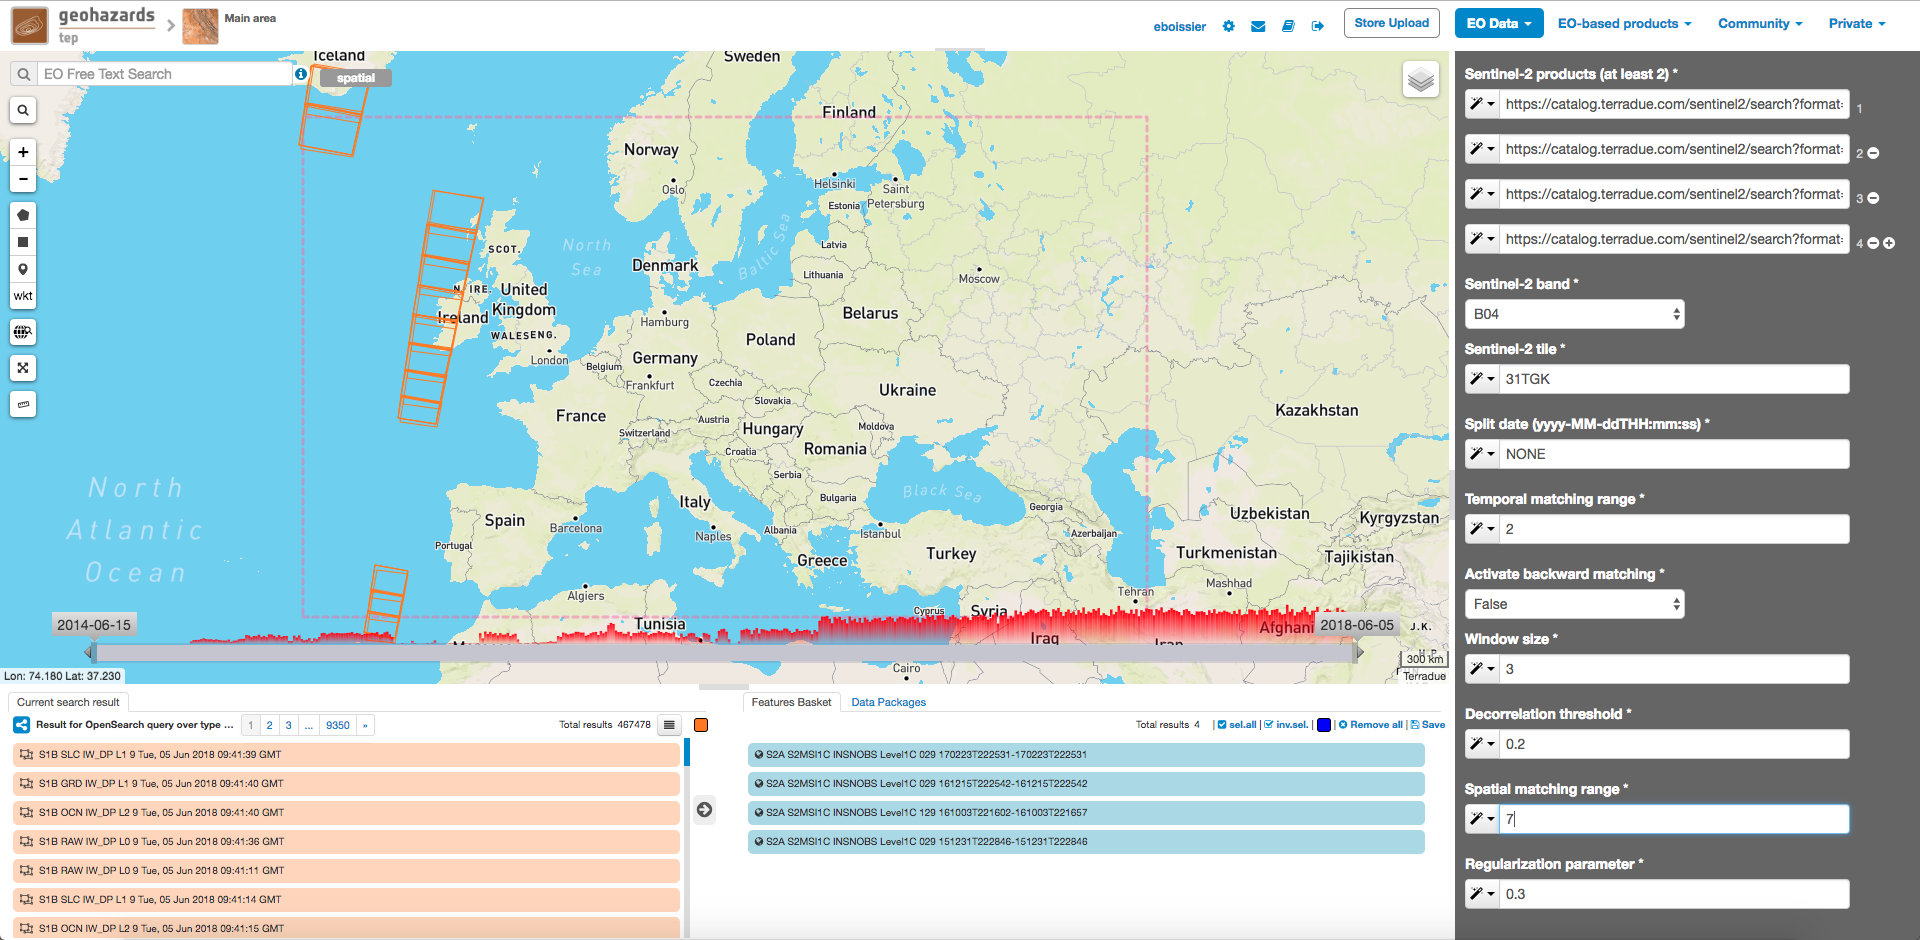 geohazards
tep
Main area
eboissier
Store Upload
EO Data
EO-based products
Community
Private
EO Free Text Search
spatial
wkt
Iceland
Sweden
Finland
Norway
Oslo
Helsinki
Saint
Petersburg
Estonia
Latvia
Lithuania
Baltic Sea
North
Sea
SCOT.
Denmark
Moscow
N. IRE.
United
Kingdom
Ireland
WALES
ENG.
London
Hamburg
Belarus
Poland
Germany
Belgium
Frankfurt
Czechia
Ukraine
Slovakia
Kazakhstan
France
Austria
Switzerland
Hungary
Moldova
Romania
Croatia
Serbia
North
Atlantic
Ocean
Black Sea
Bulgaria
Italy
Spain
Barcelona
Georgia
Uzbekistan
Kyrgyzstan
Portugal
Naples
Albania
Istanbul
Azerbaijan
Greece
Turkey
Turkmenistan
Tajikistan
Mashhad
Algiers
Tehran
Cyprus
Syria
Tunisia
Afghani
J.K.
Iraq
Iran
Cairo
2014-06-15
2018-06-05
300 km
Terradue
Lon: 74.180 Lat: 37.230
Current search result
Result for OpenSearch query over type ...
1
2
3
...
9350
»
Total results 467478
S1B SLC IW_DP L1 9 Tue, 05 Jun 2018 09:41:39 GMT
S1B GRD IW_DP L1 9 Tue, 05 Jun 2018 09:41:40 GMT
S1B OCN IW_DP L2 9 Tue, 05 Jun 2018 09:41:40 GMT
S1B RAW IW_DP L0 9 Tue, 05 Jun 2018 09:41:36 GMT
S1B RAW IW_DP L0 9 Tue, 05 Jun 2018 09:41:11 GMT
S1B SLC IW_DP L1 9 Tue, 05 Jun 2018 09:41:14 GMT
S1B OCN IW_DP L2 9 Tue, 05 Jun 2018 09:41:15 GMT
Features Basket
Data Packages
Total results 4 | sel.all | inv.sel. | | Remove all | Save
S2A S2MSI1C INSNOBS Level1C 029 170223T222531-170223T222531
S2A S2MSI1C INSNOBS Level1C 029 161215T222542-161215T222542
S2A S2MSI1C INSNOBS Level1C 129 161003T221602-161003T221657
S2A S2MSI1C INSNOBS Level1C 029 151231T222846-151231T222846
Sentinel-2 products (at least 2) *
https://catalog.terradue.com/sentinel2/search?format= 1
https://catalog.terradue.com/sentinel2/search?format= 2
https://catalog.terradue.com/sentinel2/search?format= 3
https://catalog.terradue.com/sentinel2/search?format= 4
Sentinel-2 band *
B04
Sentinel-2 tile *
31TGK
Split date (yyyy-MM-ddTHH:mm:ss) *
NONE
Temporal matching range *
2
Activate backward matching *
False
Window size *
3
Decorrelation threshold *
0.2
Spatial matching range *
7
Regularization parameter *
0.3